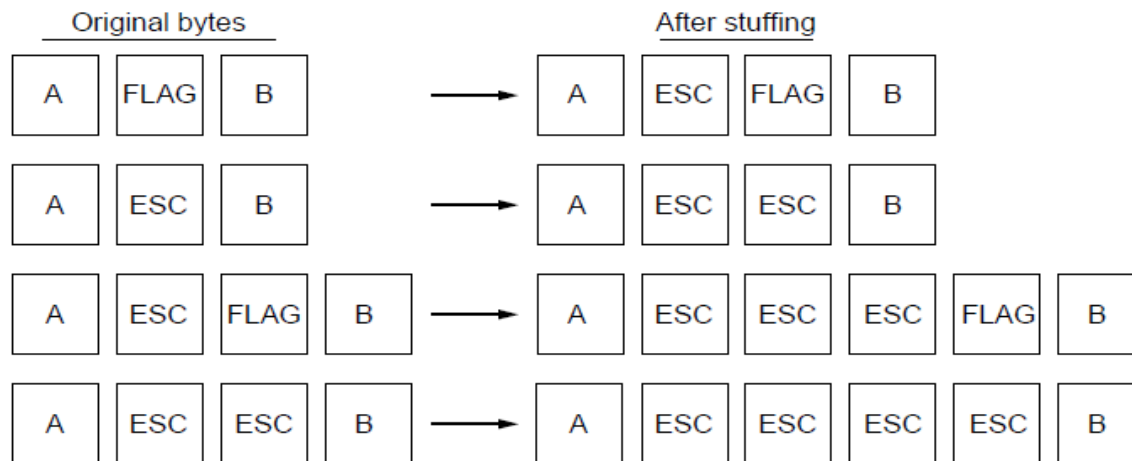 Original bytes After stuffing
A FLAG B A ESC FLAG B
A ESC B A ESC ESC B
A ESC FLAG B A ESC ESC ESC FLAG B
A ESC ESC B A ESC ESC ESC ESC B